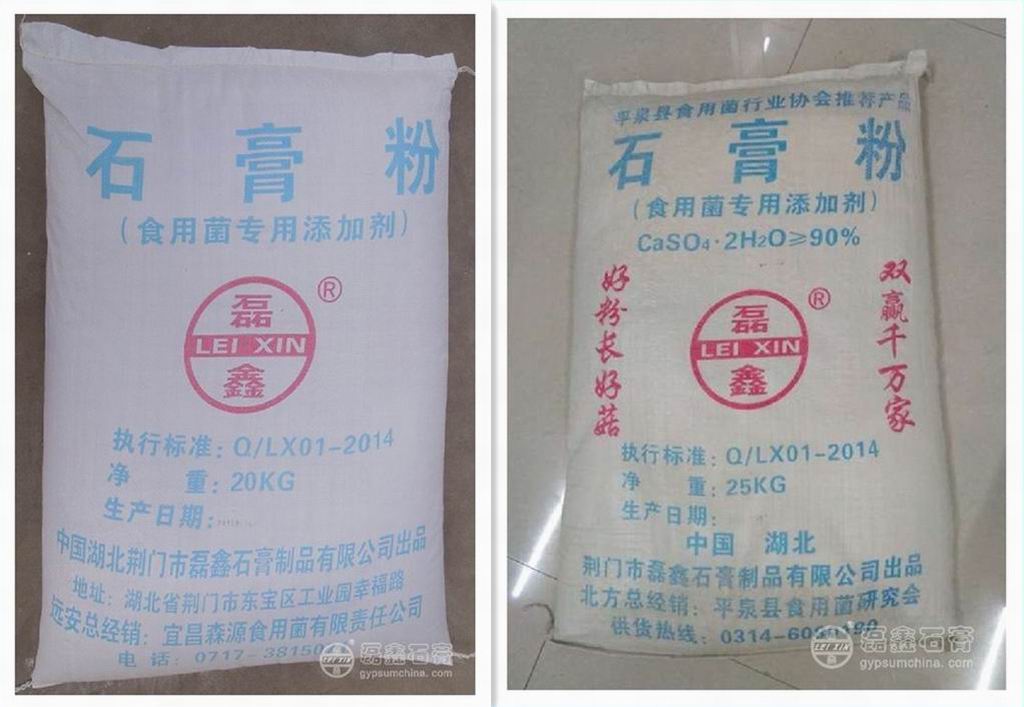 石膏粉
(食用菌专用添加剂)
®
磊
LEI XIN
鑫
执行标准: Q/LX01-2014
净 重: 20KG
生产日期:
中国湖北荆门市磊鑫石膏制品有限公司出品
地址: 湖北省荆门市东宝区工业园幸福路
远安总经销: 宜昌森源食用菌有限责任公司
电 话: 0717-38150
磊鑫石膏
gypsumchina.com
平泉县食用菌行业协会推荐产品
石膏粉
(食用菌专用添加剂)
CaSO4·2H2O≥90%
好粉长好菇
双赢千万家
®
磊
LEI XIN
鑫
执行标准: Q/LX01-2014
净 重: 25KG
生产日期:
中国 湖北
荆门市磊鑫石膏制品有限公司出品
北方总经销: 平泉县食用菌研究会
供货热线: 0314-60
磊鑫石膏
gypsumchina.com